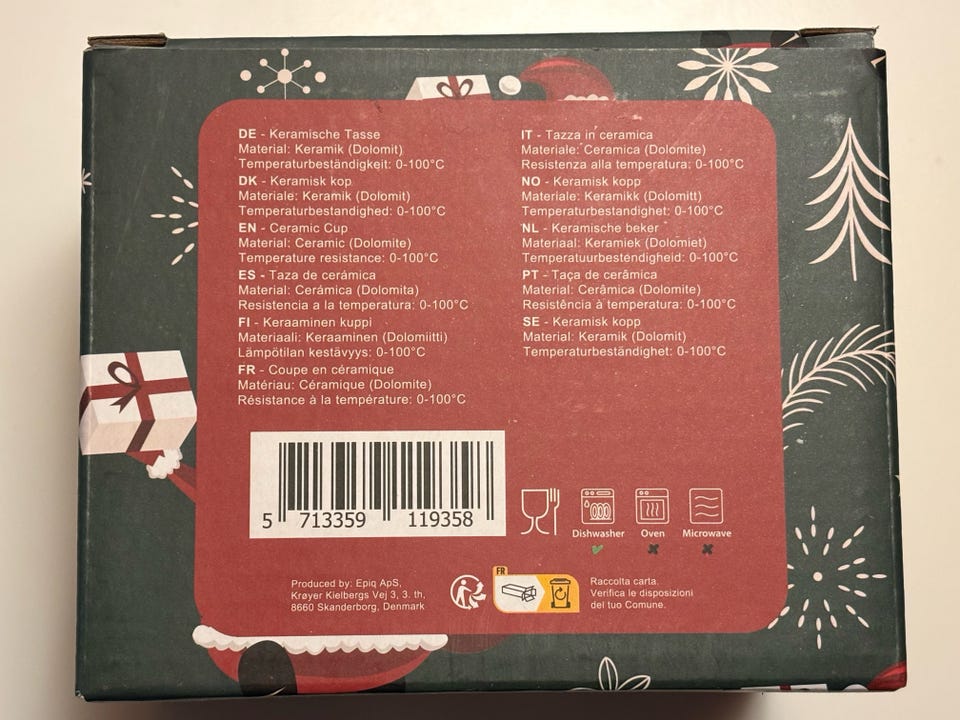 DE - Keramische Tasse
Material: Keramik (Dolomit)
Temperaturbeständigkeit: 0-100°C
DK - Keramisk kop
Materiale: Keramik (Dolomit)
Temperaturbestandighed: 0-100°C
EN - Ceramic Cup
Material: Ceramic (Dolomite)
Temperature resistance: 0-100°C
ES - Taza de cerámica
Material: Cerámica (Dolomita)
Resistencia a la temperatura: 0-100°C
FI - Keraaminen kuppi
Materiaali: Keraaminen (Dolomiitti)
Lämpötilan kestävyys: 0-100°C
FR - Coupe en céramique
Matériau: Céramique (Dolomite)
Résistance à la température: 0-100°C
IT - Tazza in ceramica
Materiale: Ceramica (Dolomite)
Resistenza alla temperatura: 0-100°C
NO - Keramisk kopp
Materiale: Keramikk (Dolomitt)
Temperaturbestandighet: 0-100°C
NL - Keramische beker
Materiaal: Keramiek (Dolomiet)
Temperatuurbestendigheid: 0-100°C
PT - Taça de cerâmica
Material: Cerâmica (Dolomite)
Resistência à temperatura: 0-100°C
SE - Keramisk kopp
Material: Keramik (Dolomit)
Temperaturbeständighet: 0-100°C
5 713359 119358
Dishwasher Oven Microwave
Produced by: Epiq ApS,
Krøyer Kielbergs Vej 3, 3. th,
8660 Skanderborg, Denmark
FR
Raccolta carta.
Verifica le disposizioni
del tuo Comune.